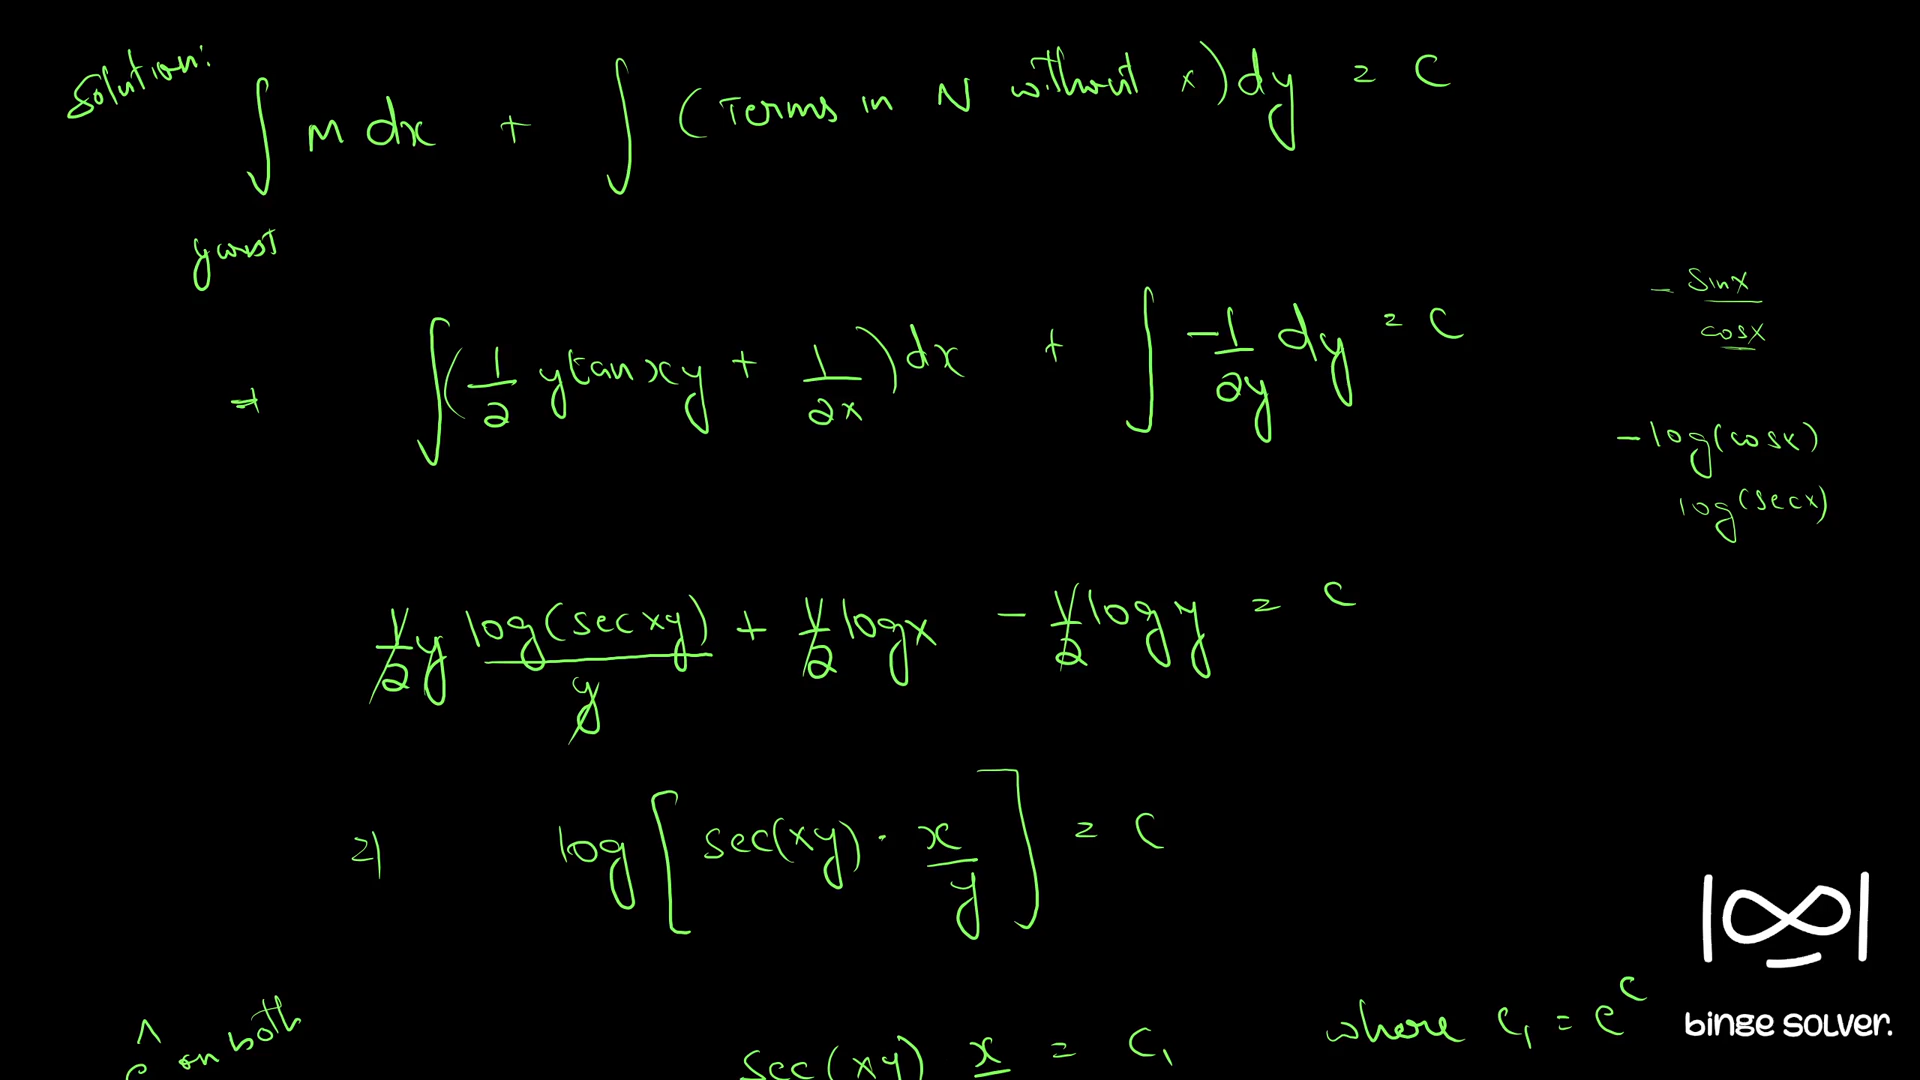 Solution:
∫ M dx + ∫ (Terms in N without x) dy = C
y const
⇒ ∫ (1/2 y tan xy + 1/2x) dx + ∫ -1/2y dy = C
- sinx/cosx
-log(cosx)
log(secx)
1/2 y log(sec xy)/y + 1/2 log x - 1/2 log y = C
⇒ log [sec(xy) · x/y] = C
e^ on both
sec(xy) x = C₁ where C₁ = e^C
binge solver.